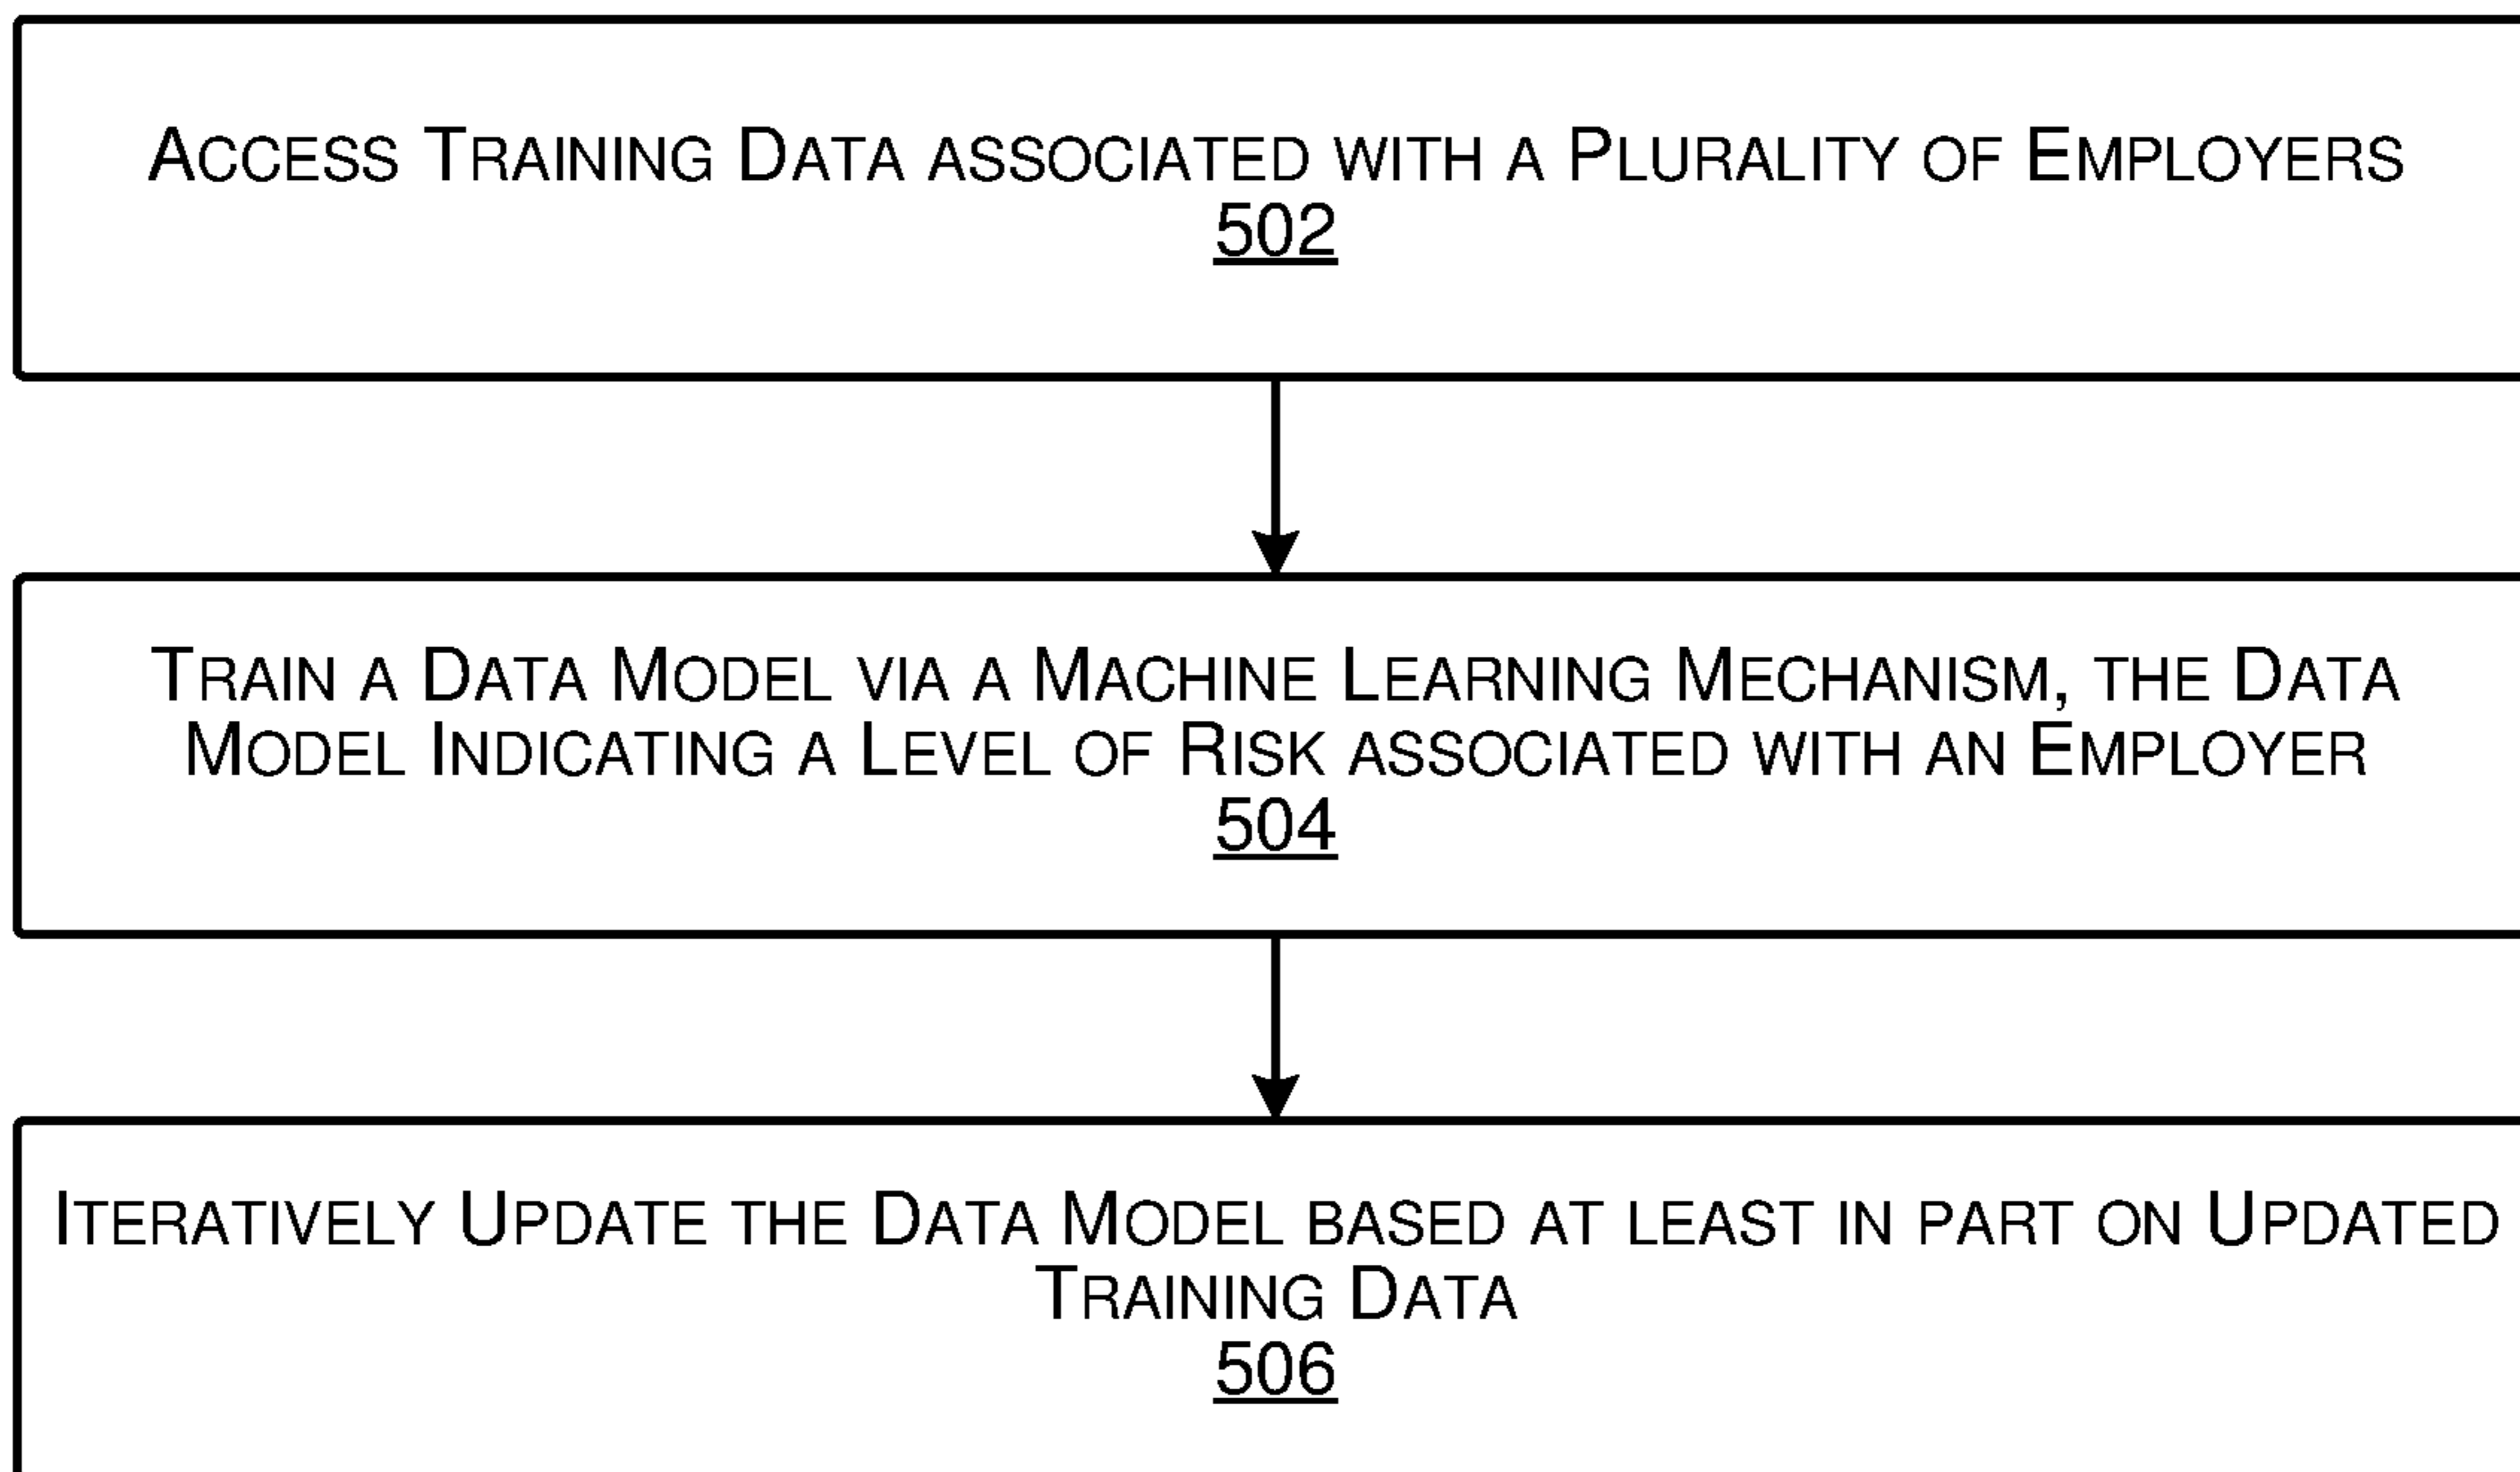 Access Training Data associated with a Plurality of Employers
502
Train a Data Model via a Machine Learning Mechanism, the Data
Model Indicating a Level of Risk associated with an Employer
504
Iteratively Update the Data Model based at least in part on Updated
Training Data
506